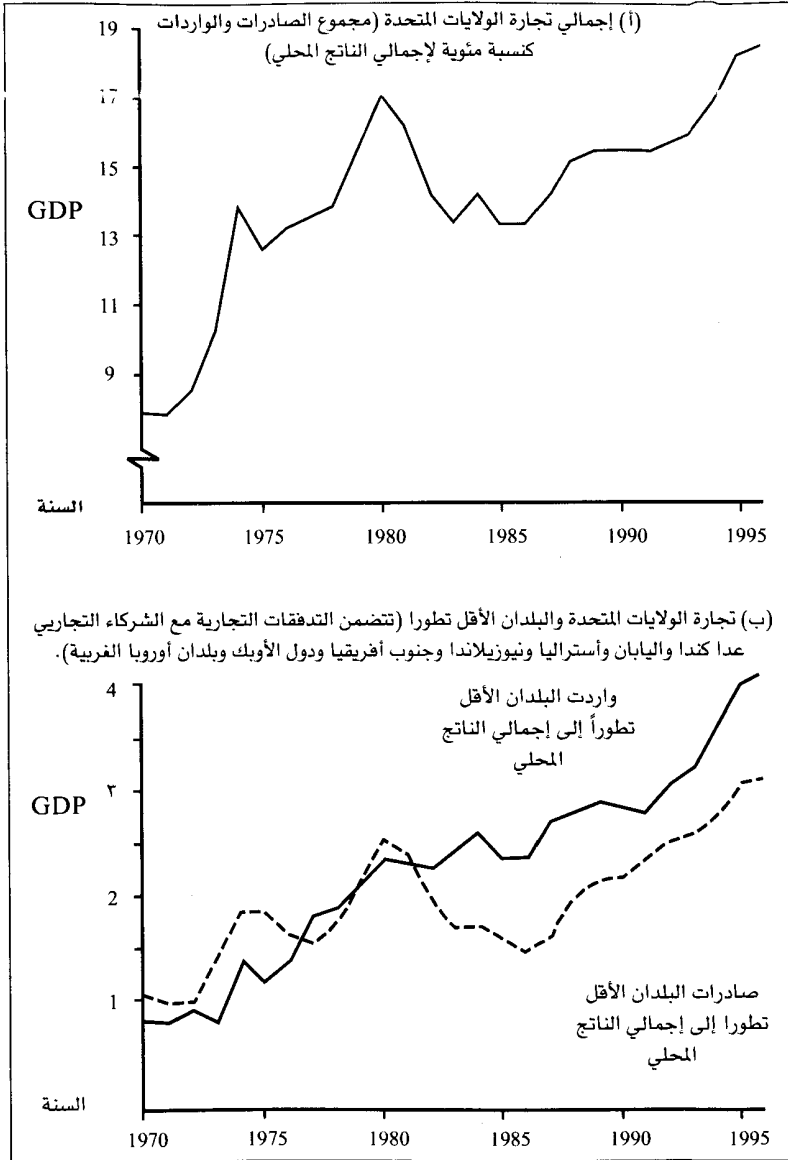 (أ) إجمالي تجارة الولايات المتحدة (مجموع الصادرات والواردات
كنسبة مئوية لإجمالي الناتج المحلي)
19
17
15
GDP
13
11
9
السنة
1970 1975 1980 1985 1990 1995
(ب) تجارة الولايات المتحدة والبلدان الأقل تطورا (تتضمن التدفقات التجارية مع الشركاء التجاريي
عدا كندا واليابان وأستراليا ونيوزيلاندا وجنوب أفريقيا ودول الأوبك وبلدان أوروبا الغربية).
4
واردت البلدان الأقل
تطوراً إلى إجمالي الناتج
المحلي
٣
GDP
2
1
صادرات البلدان الأقل
تطورا إلى إجمالي الناتج
المحلي
السنة
1970 1975 1980 1985 1990 1995